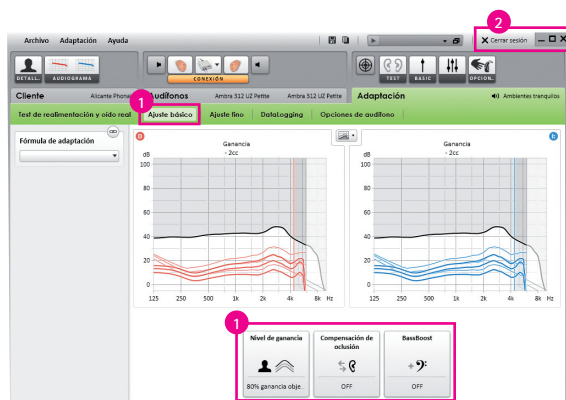 2
Archivo Adaptación Ayuda
Cerrar sesión
DETALL.. AUDIOGRAMA
CONEXIÓN
TEST BASIC OPCION..
Cliente Alicante Phona
1
Audífonos Ambra 312 UZ Petite Ambra 312 UZ Petite
Adaptación Ambientes tranquilos
Test de realimentación y oído real Ajuste básico Ajuste fino DataLogging Opciones de audífono
Fórmula de adaptación
Ganancia
- 2cc
dB
100
80
60
40
20
0
125 250 500 1k 2k 4k 8k Hz
Ganancia
- 2cc
dB
100
80
60
40
20
0
125 250 500 1k 2k 4k 8k Hz
1
Nivel de ganancia
80% ganancia obje..
Compensación de
oclusión
OFF
BassBoost
OFF